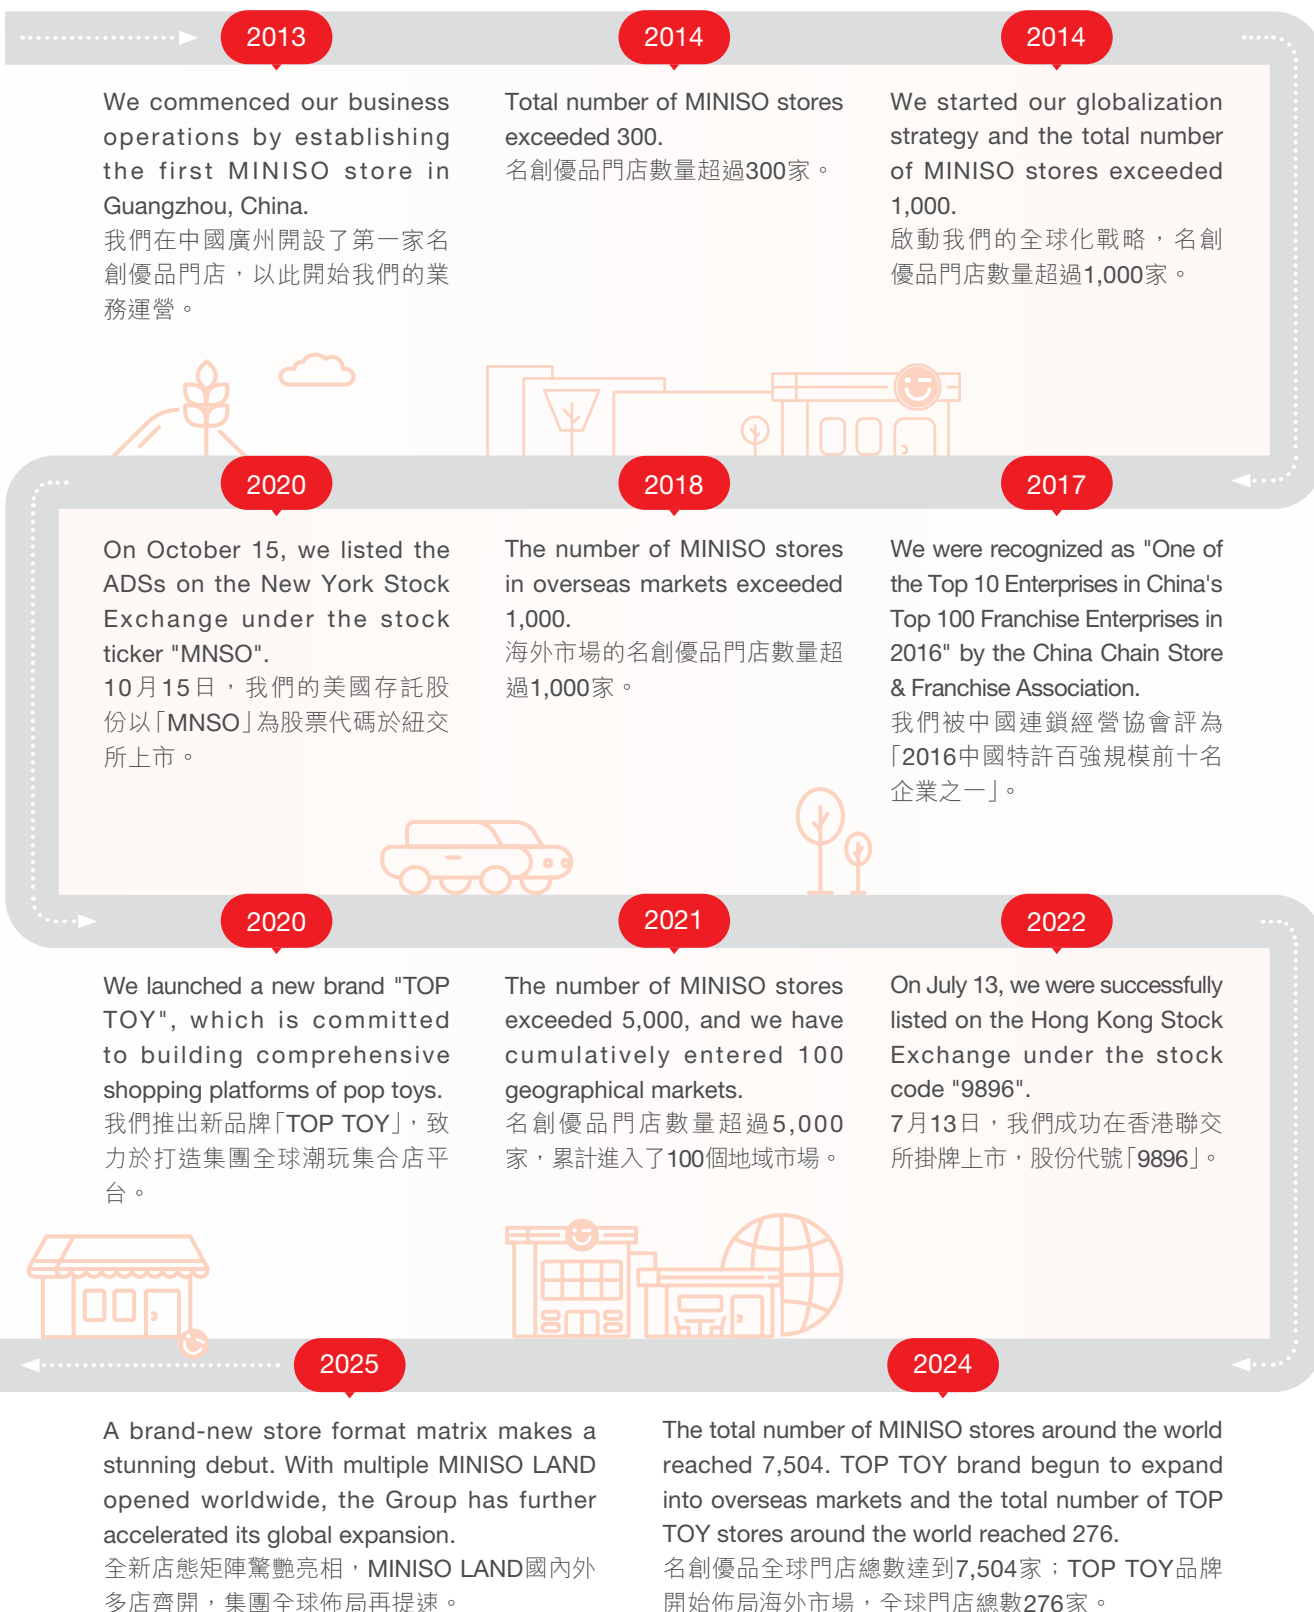 2013
We commenced our business
operations by establishing
the first MINISO store in
Guangzhou, China.
我們在中國廣州開設了第一家名
創優品門店，以此開始我們的業
務運營。
2014
Total number of MINISO stores
exceeded 300.
名創優品門店數量超過300家。
2014
We started our globalization
strategy and the total number
of MINISO stores exceeded
1,000.
啟動我們的全球化戰略，名創
優品門店數量超過1,000家。
2017
We were recognized as "One of
the Top 10 Enterprises in China's
Top 100 Franchise Enterprises in
2016" by the China Chain Store
& Franchise Association.
我們被中國連鎖經營協會評為
「2016中國特許百強規模前十名
企業之一」。
2018
The number of MINISO stores
in overseas markets exceeded
1,000.
海外市場的名創優品門店數量超
過1,000家。
2020
On October 15, we listed the
ADSs on the New York Stock
Exchange under the stock
ticker "MNSO".
10月15日，我們的美國存託股
份以「MNSO」為股票代碼於紐交
所上市。
2020
We launched a new brand "TOP
TOY", which is committed
to building comprehensive
shopping platforms of pop toys.
我們推出新品牌「TOP TOY」，致
力於打造集團全球潮玩集合店平
台。
2021
The number of MINISO stores
exceeded 5,000, and we have
cumulatively entered 100
geographical markets.
名創優品門店數量超過5,000
家，累計進入了100個地域市場。
2022
On July 13, we were successfully
listed on the Hong Kong Stock
Exchange under the stock
code "9896".
7月13日，我們成功在香港聯交
所掛牌上市，股份代號「9896」。
2024
The total number of MINISO stores around the world
reached 7,504. TOP TOY brand begun to expand
into overseas markets and the total number of TOP
TOY stores around the world reached 276.
名創優品全球門店總數達到7,504家；TOP TOY品牌
開始佈局海外市場，全球門店總數276家。
2025
A brand-new store format matrix makes a
stunning debut. With multiple MINISO LAND
opened worldwide, the Group has further
accelerated its global expansion.
全新店態矩陣驚艷亮相，MINISO LAND國內外
多店齊開，集團全球佈局再提速。